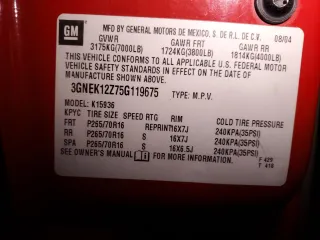 GM
MFD BY GENERAL MOTORS DE MEXICO, S. DE R.L. DE C.V.
08/04
GVWR GAWR FRT GAWR RR
3175KG(7000LB) 1724KG(3800LB) 1814KG(4000LB)
THIS VEHICLE CONFORMS TO ALL APPLICABLE U.S. FEDERAL MOTOR
VEHICLE SAFETY STANDARDS IN EFFECT ON THE DATE OF
MANUFACTURE SHOWN ABOVE.
3GNEK12Z75G119675 TYPE: M.P.V.
MODEL: K15936
KPYC TIRE SIZE SPEED RTG RIM COLD TIRE PRESSURE
FRT P265/70R16 REPRINT16X7J 240KPA(35PSI)
RR P265/70R16 S 16X7J 240KPA(35PSI)
SPA P265/70R16 S 16X6.5J 240KPA(35PSI)
SEE OWNER'S MANUAL FOR ADDITIONAL INFORMATION.